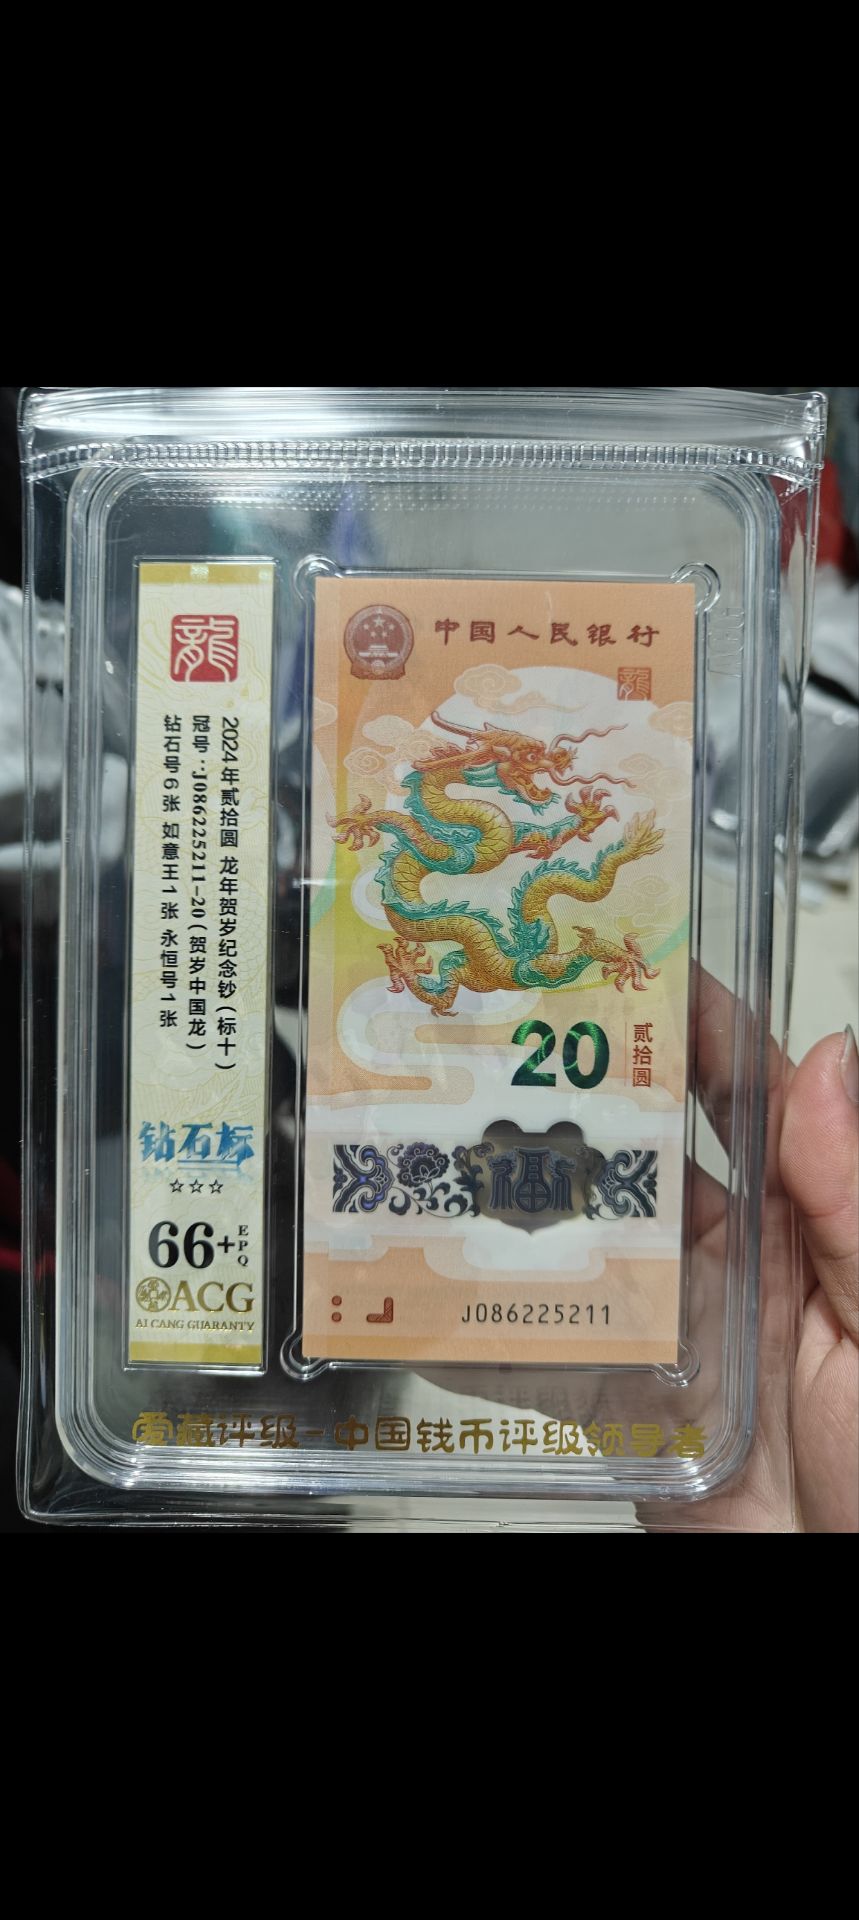 龍
2024年贰拾圆 龙年贺岁纪念钞(标十)
冠号:J086225211-20(贺岁中国龙)
钻石号6张 如意王1张 永恒号1张
钻石标
☆☆☆
66+EPQ
ACG
AI CANG GUARANTY
中国人民银行
龍
20
贰拾圆
福
J086225211
爱藏评级-中国钱币评级领导者